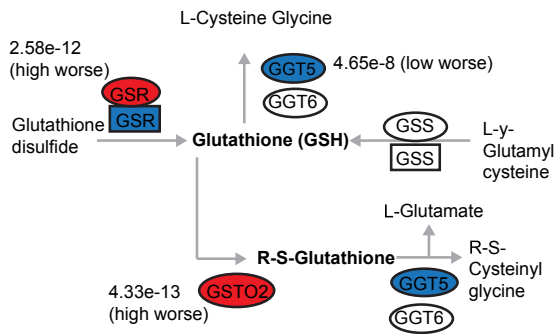 L-Cysteine Glycine
2.58e-12
(high worse)
GSR
GSR
GGT5
4.65e-8 (low worse)
GGT6
Glutathione
disulfide
Glutathione (GSH)
GSS
GSS
L-y-
Glutamyl
cysteine
L-Glutamate
R-S-Glutathione
R-S-
Cysteinyl
glycine
4.33e-13
(high worse)
GSTO2
GGT5
GGT6